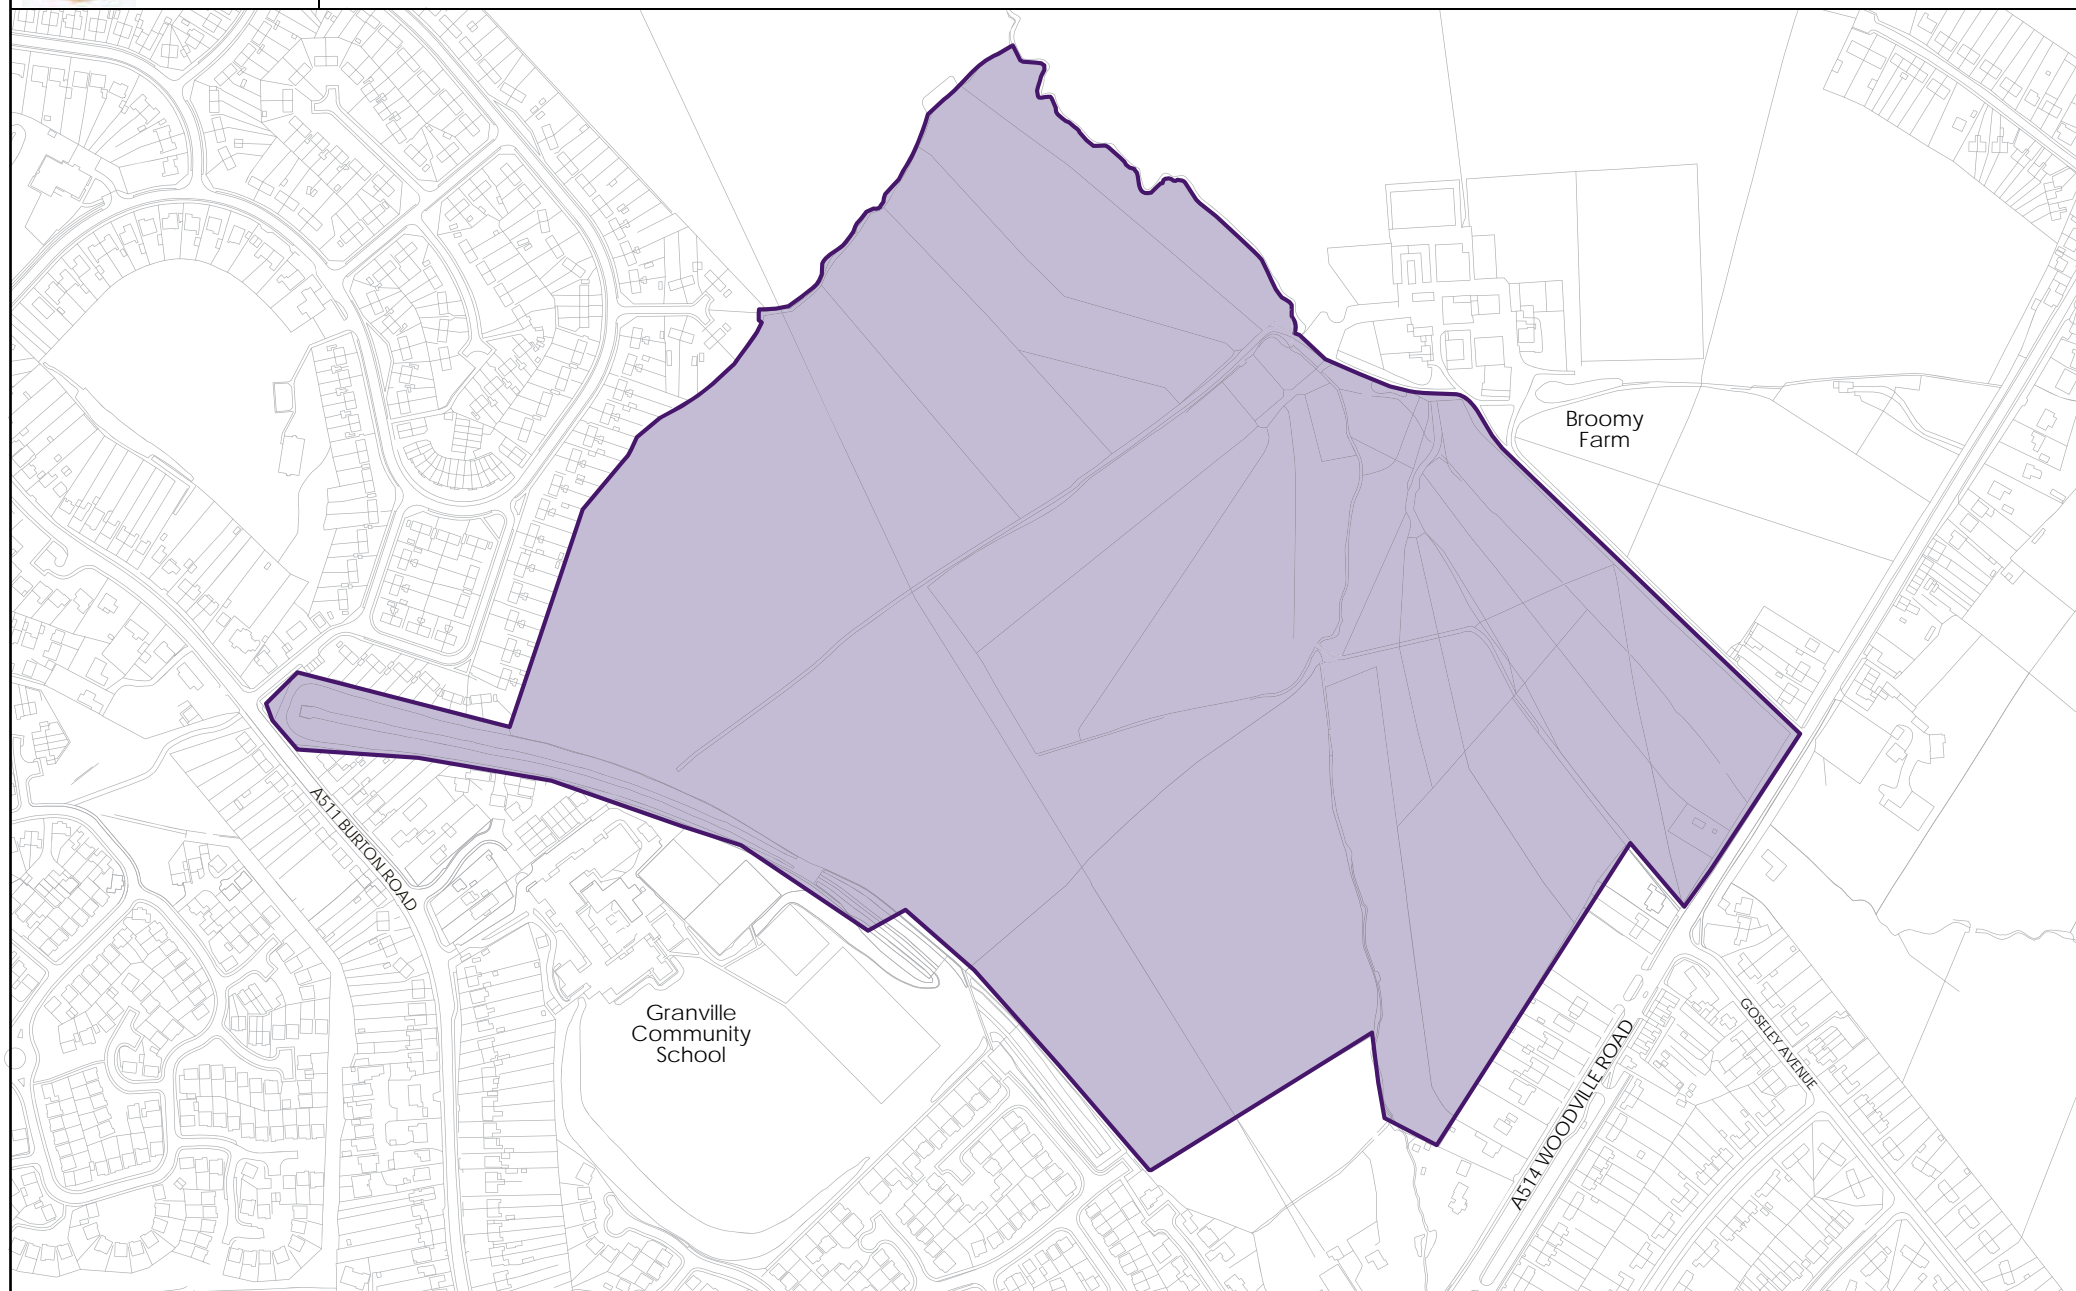 Broomy
Farm
A511 BURTON ROAD
Granville
Community
School
GOSELEY AVENUE
A514 WOODVILLE ROAD